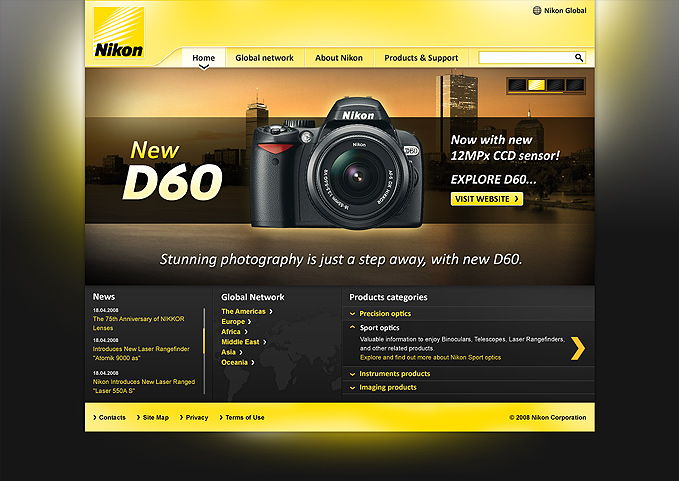 Nikon Global
Nikon
Home
Global network
About Nikon
Products & Support
New
D60
Nikon
D60
Nikon
Now with new
12MPx CCD sensor!
EXPLORE D60...
VISIT WEBSITE
Stunning photography is just a step away, with new D60.
News
18.04.2008
The 75th Anniversary of NIKKOR
Lenses
18.04.2008
Introduces New Laser Rangefinder
"Atomik 9000 as"
18.04.2008
Nikon Introduces New Laser Ranged
"Laser 550A S"
Global Network
The Americas
Europe
Africa
Middle East
Asia
Oceania
Products categories
Precision optics
Sport optics
Valuable information to enjoy Binoculars, Telescopes, Laser Rangefinders,
and other related products
Explore and find out more about Nikon Sport optics
Instruments products
Imaging products
Contacts
Site Map
Privacy
Terms of Use
© 2008 Nikon Corporation